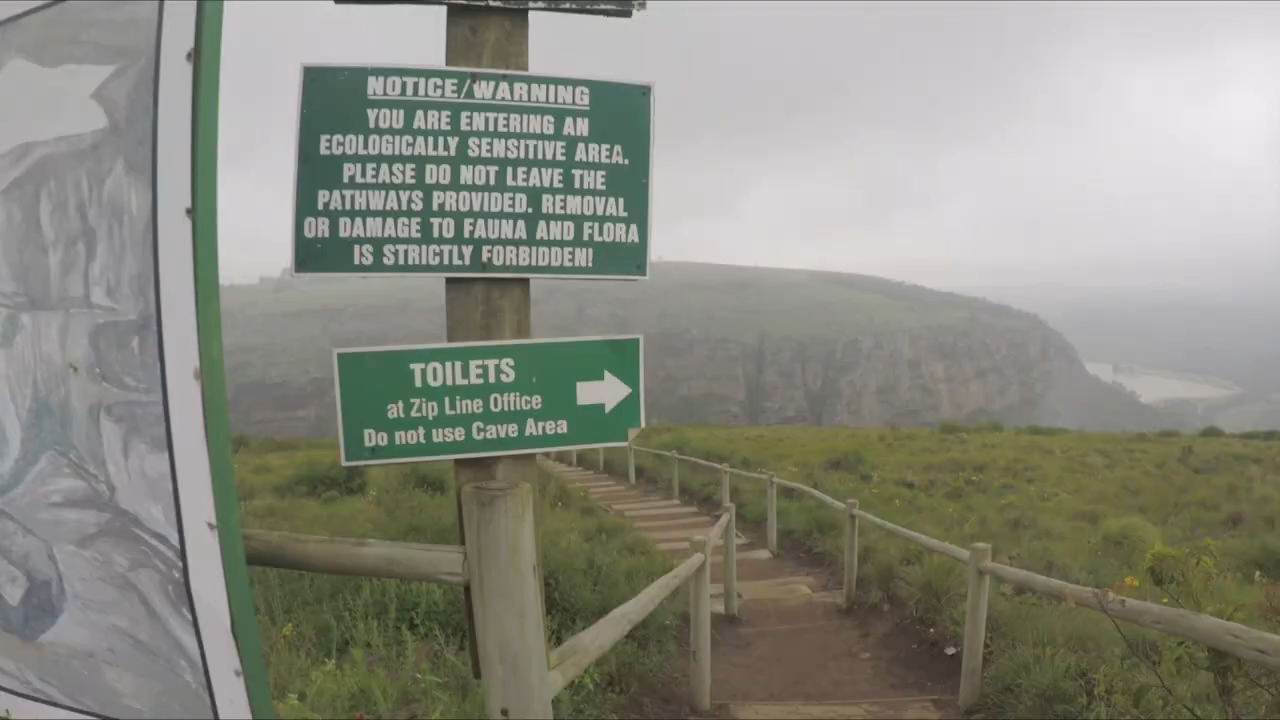 NOTICE/WARNING
YOU ARE ENTERING AN
ECOLOGICALLY SENSITIVE AREA.
PLEASE DO NOT LEAVE THE
PATHWAYS PROVIDED. REMOVAL
OR DAMAGE TO FAUNA AND FLORA
IS STRICTLY FORBIDDEN!
TOILETS
at Zip Line Office
Do not use Cave Area